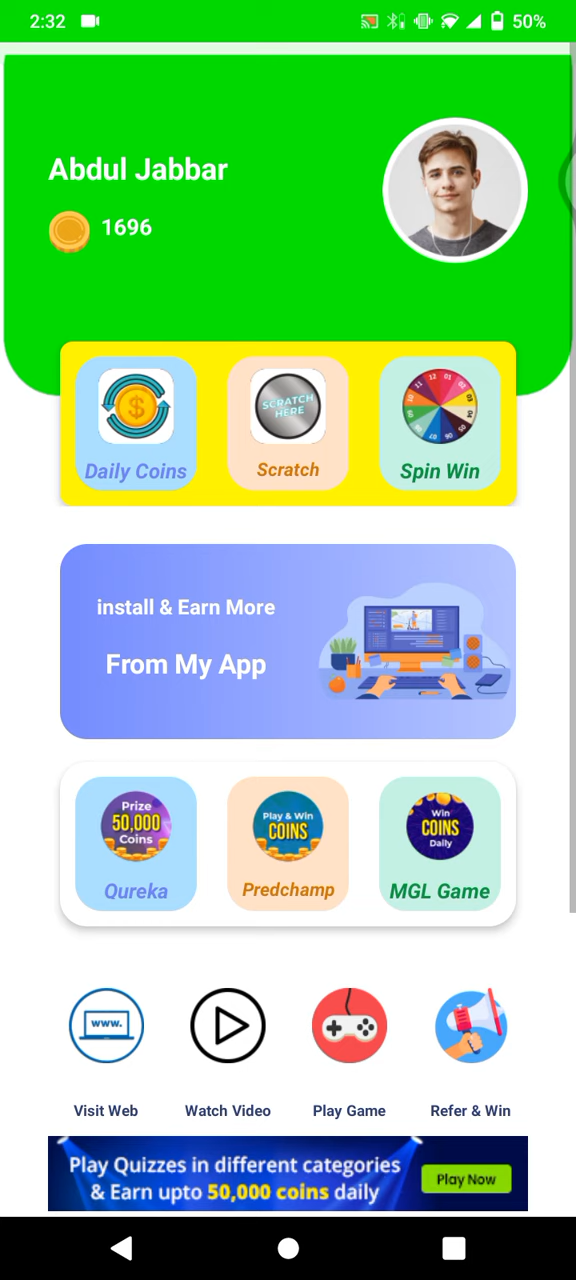 2:32
50%
Abdul Jabbar
1696
SCRATCH
HERE
Daily Coins
Scratch
Spin Win
install & Earn More
From My App
Prize
50,000
Coins
Play & Win
COINS
Win
COINS
Daily
Qureka
Predchamp
MGL Game
www.
Visit Web
Watch Video
Play Game
Refer & Win
Play Quizzes in different categories
& Earn upto 50,000 coins daily
Play Now